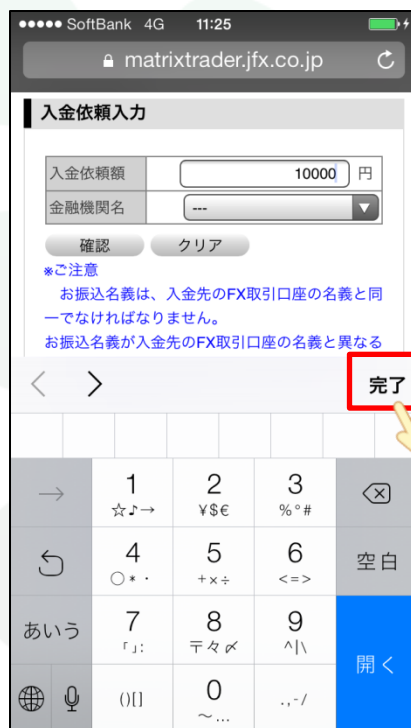 SoftBank 4G 11:25
matrixtrader.jfx.co.jp
入金依頼入力
入金依頼額 10000 円
金融機関名 ---
確認 クリア
※ご注意
お振込名義は、入金先のFX取引口座の名義と同
一でなければなりません。
お振込名義が入金先のFX取引口座の名義と異なる
完了
→ 1 2 3
☆♪→ ¥$€ %°#
4 5 6 空白
○*・ +×÷ <=>
あいう 7 8 9
「」: 〒々〆 ^|\
開く
()[] 0 .,-/
~…